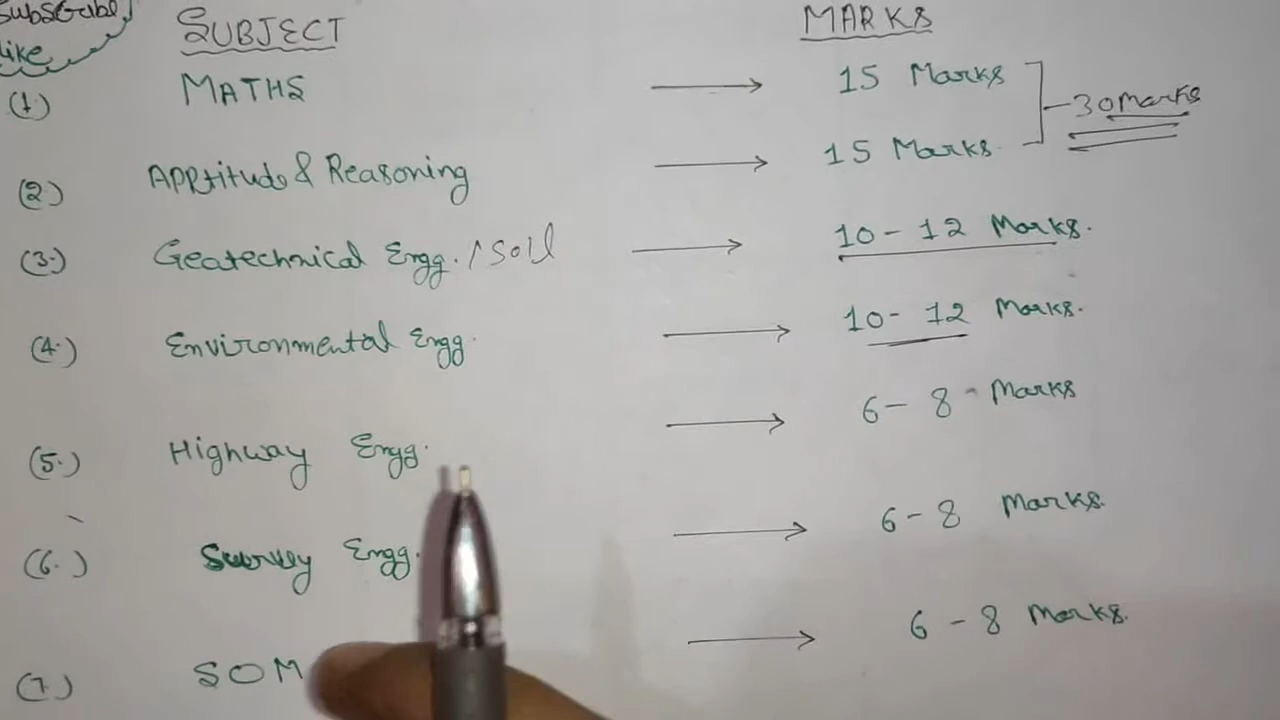 Subscribe
like
SUBJECT MARKS
(1.) MATHS → 15 Marks
30 marks
(2.) Apptitude & Reasoning → 15 Marks.
(3.) Geatechnical Engg. / Soil → 10 - 12 Marks.
(4.) Environmental Engg. → 10 - 12 Marks.
(5.) Highway Engg. → 6 - 8 - Marks
(6.) Survey Engg. → 6 - 8 Marks.
(7.) SOM → 6 - 8 Marks.